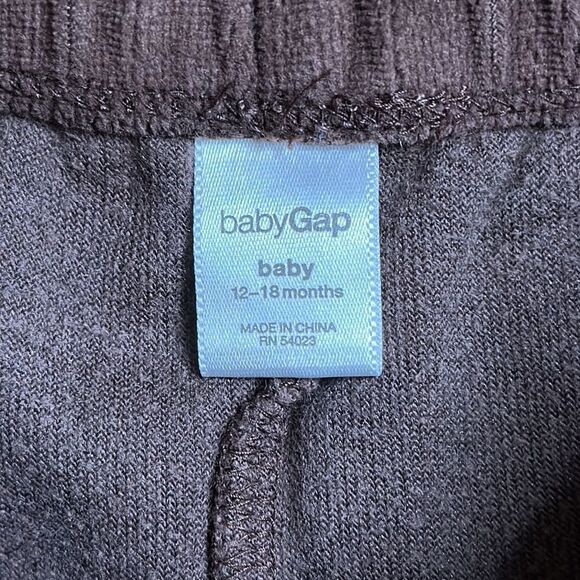 babyGap
baby
12–18 months
MADE IN CHINA
RN 54023